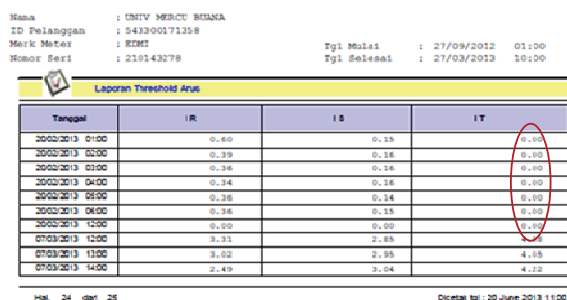 Nama : UNIV MERCU BUANA
ID Pelanggan : 543300171358
Merk Meter : EDMI
Nomor Seri : 210143278
Tgl Mulai : 27/09/2012 01:00
Tgl Selesai : 27/03/2013 10:00
Laporan Threshold Arus
Tanggal I R I S I T
20/02/2013 01:00 0.60 0.15 0.00
20/02/2013 02:00 0.39 0.16 0.00
20/02/2013 03:00 0.36 0.16 0.00
20/02/2013 04:00 0.34 0.16 0.00
20/02/2013 05:00 0.36 0.14 0.00
20/02/2013 06:00 0.36 0.15 0.00
20/02/2013 12:00 0.00 0.00 0.00
07/03/2013 12:00 3.31 2.85
07/03/2013 13:00 3.02 2.95 4.05
07/03/2013 14:00 2.49 3.04 4.22
Hal. 24 dari 25 Dicetak tgl : 20 June 2013 11:00